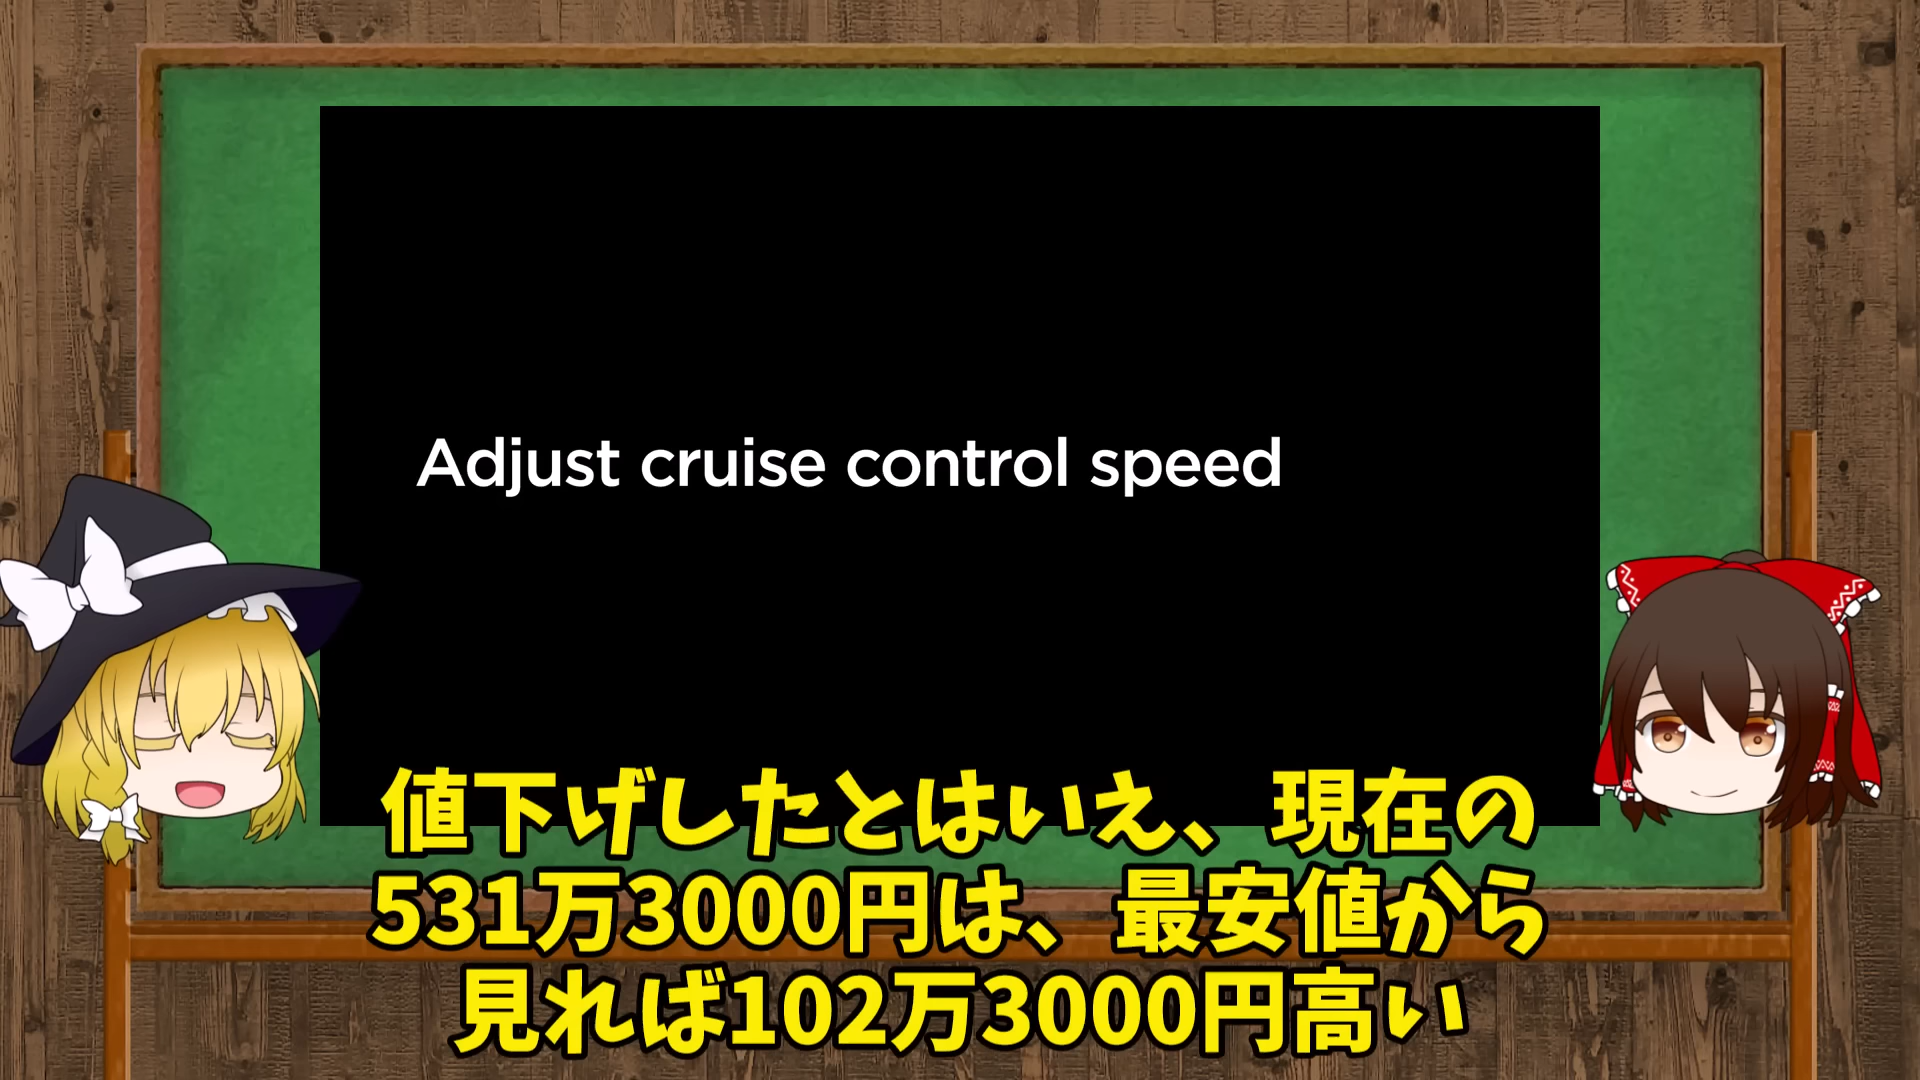 Adjust cruise control speed
値下げしたとはいえ、現在の
531万3000円は、最安値から
見れば102万3000円高い